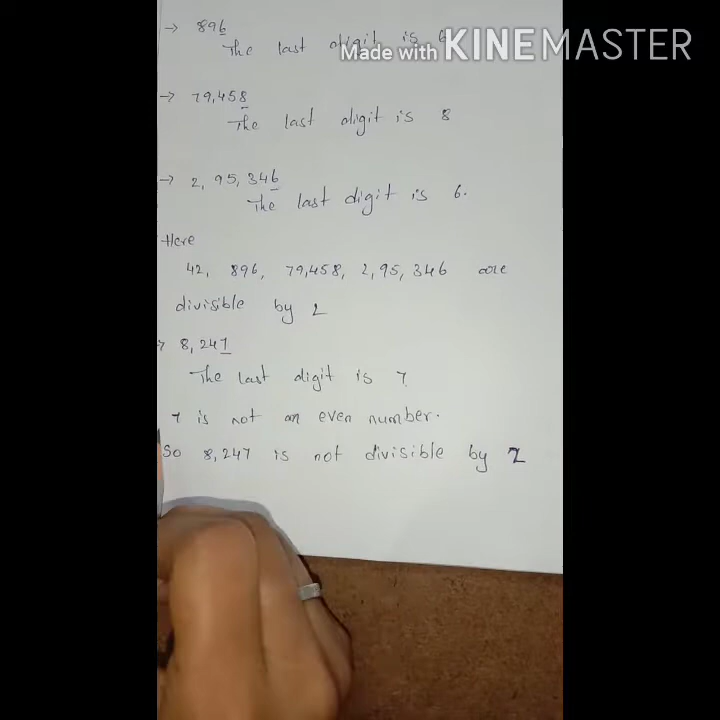 → 896
The last digit is 6
Made with KINEMASTER
→ 79,458
The last digit is 8
→ 2, 95, 346
The last digit is 6.
Here
42, 896, 79,458, 2,95, 346 are
divisible by 2
→ 8,247
The last digit is 7
7 is not an even number.
So 8,247 is not divisible by 2